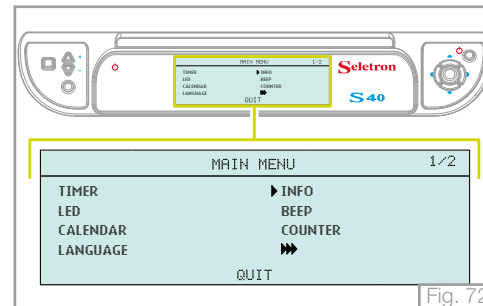 MAIN MENU 1/2
TIMER INFO
LED BEEP
CALENDAR COUNTER
LANGUAGE
QUIT
Seletron
S 40
MAIN MENU 1/2
TIMER INFO
LED BEEP
CALENDAR COUNTER
LANGUAGE
QUIT
Fig. 72